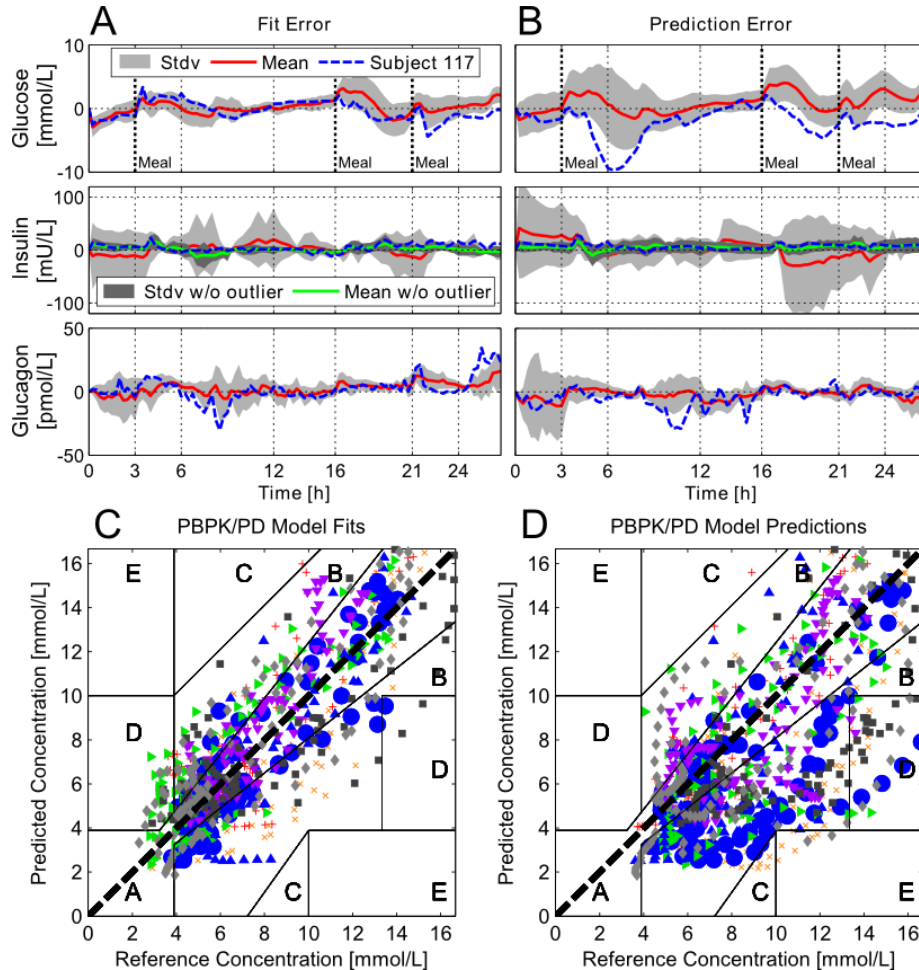 A Fit Error B Prediction Error
Glucose [mmol/L]
10
0
-10
Stdv Mean Subject 117
Meal Meal Meal
Meal Meal Meal
Insulin [mU/L]
100
0
-100
Stdv w/o outlier Mean w/o outlier
Glucagon [pmol/L]
50
0
-50
0 3 6 12 16 21 24
0 3 6 12 16 21 24
Time [h] Time [h]
C PBPK/PD Model Fits
D PBPK/PD Model Predictions
Predicted Concentration [mmol/L]
16
14
12
10
8
6
4
2
0
E C B
B
D D
A C E
0 2 4 6 8 10 12 14 16
Reference Concentration [mmol/L]
Predicted Concentration [mmol/L]
16
14
12
10
8
6
4
2
0
E C B
B
D D
A C E
0 2 4 6 8 10 12 14 16
Reference Concentration [mmol/L]